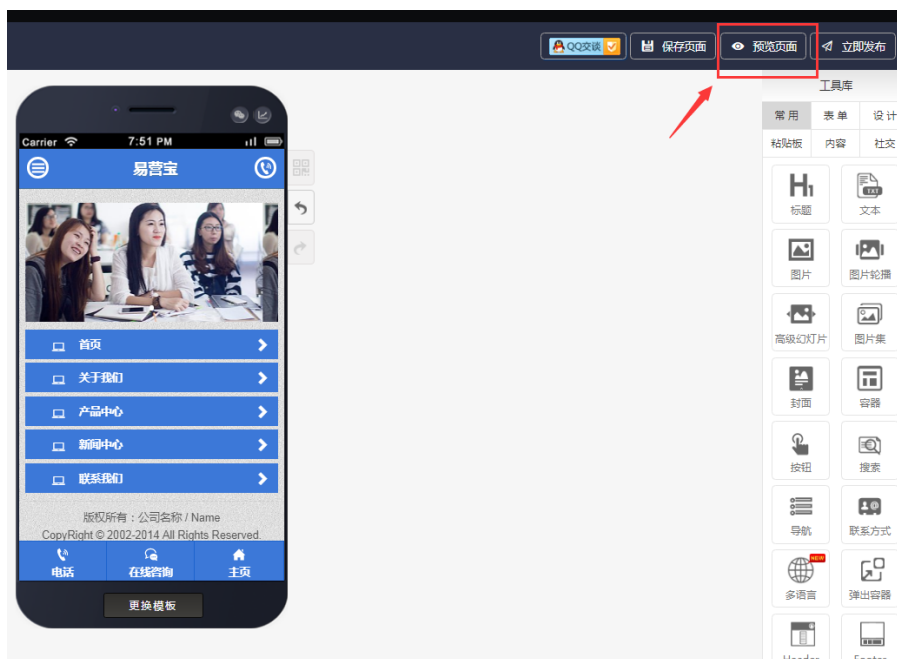 QQ交谈 保存页面 预览页面 立即发布
工具库
常用 表单 设计
粘贴板 内容 社交
Carrier 7:51 PM
易营宝
首页
关于我们
产品中心
新闻中心
联系我们
版权所有：公司名称 / Name
CopyRight © 2002-2014 All Rights Reserved.
电话 在线咨询 主页
更换模板
H1 TXT
标题 文本
图片 图片轮播
高级幻灯片 图片集
封面 容器
按钮 搜索
导航 联系方式
NEW
多语言 弹出容器
Header Footer